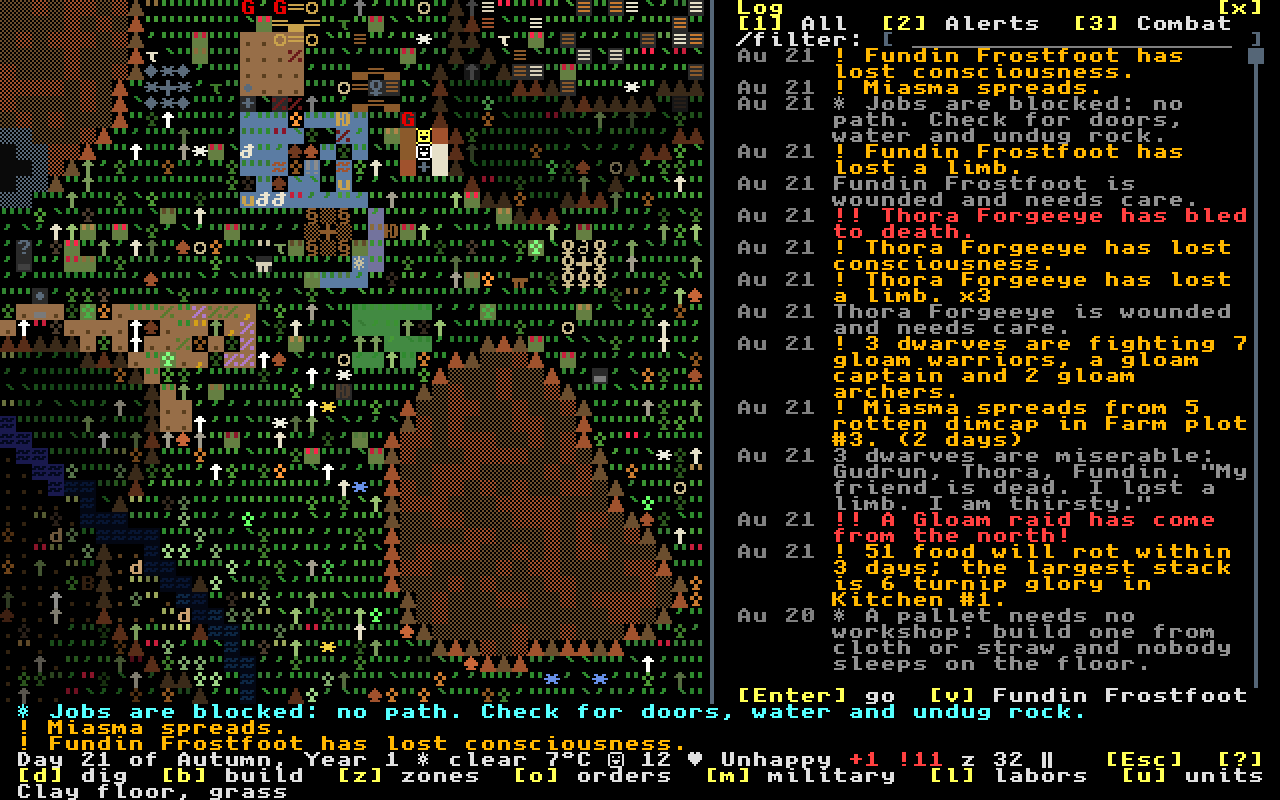 Log [x]
[1] All [2] Alerts [3] Combat
/filter: [ ]
Au 21 ! Fundin Frostfoot has
lost consciousness.
Au 21 ! Miasma spreads.
Au 21 * Jobs are blocked: no
path. Check for doors,
water and undug rock.
Au 21 ! Fundin Frostfoot has
lost a limb.
Au 21 Fundin Frostfoot is
wounded and needs care.
Au 21 !! Thora Forgeeye has bled
to death.
Au 21 ! Thora Forgeeye has lost
consciousness.
Au 21 ! Thora Forgeeye has lost
a limb. x3
Au 21 Thora Forgeeye is wounded
and needs care.
Au 21 ! 3 dwarves are fighting 7
gloam warriors, a gloam
captain and 2 gloam
archers.
Au 21 ! Miasma spreads from 5
rotten dimcap in Farm plot
#3. (2 days)
Au 21 3 dwarves are miserable:
Gudrun, Thora, Fundin. "My
friend is dead. I lost a
limb. I am thirsty."
Au 21 !! A Gloam raid has come
from the north!
Au 21 ! 51 food will rot within
3 days; the largest stack
is 6 turnip glory in
Kitchen #1.
Au 20 * A pallet needs no
workshop: build one from
cloth or straw and nobody
sleeps on the floor.
[Enter] go [v] Fundin Frostfoot
* Jobs are blocked: no path. Check for doors, water and undug rock.
! Miasma spreads.
! Fundin Frostfoot has lost consciousness.
Day 21 of Autumn, Year 1 * clear 7°C 12 ♥ Unhappy +1 !11 z 32 ‖ [Esc] [?]
[d] dig [b] build [z] zones [o] orders [m] military [l] labors [u] units
Clay floor, grass